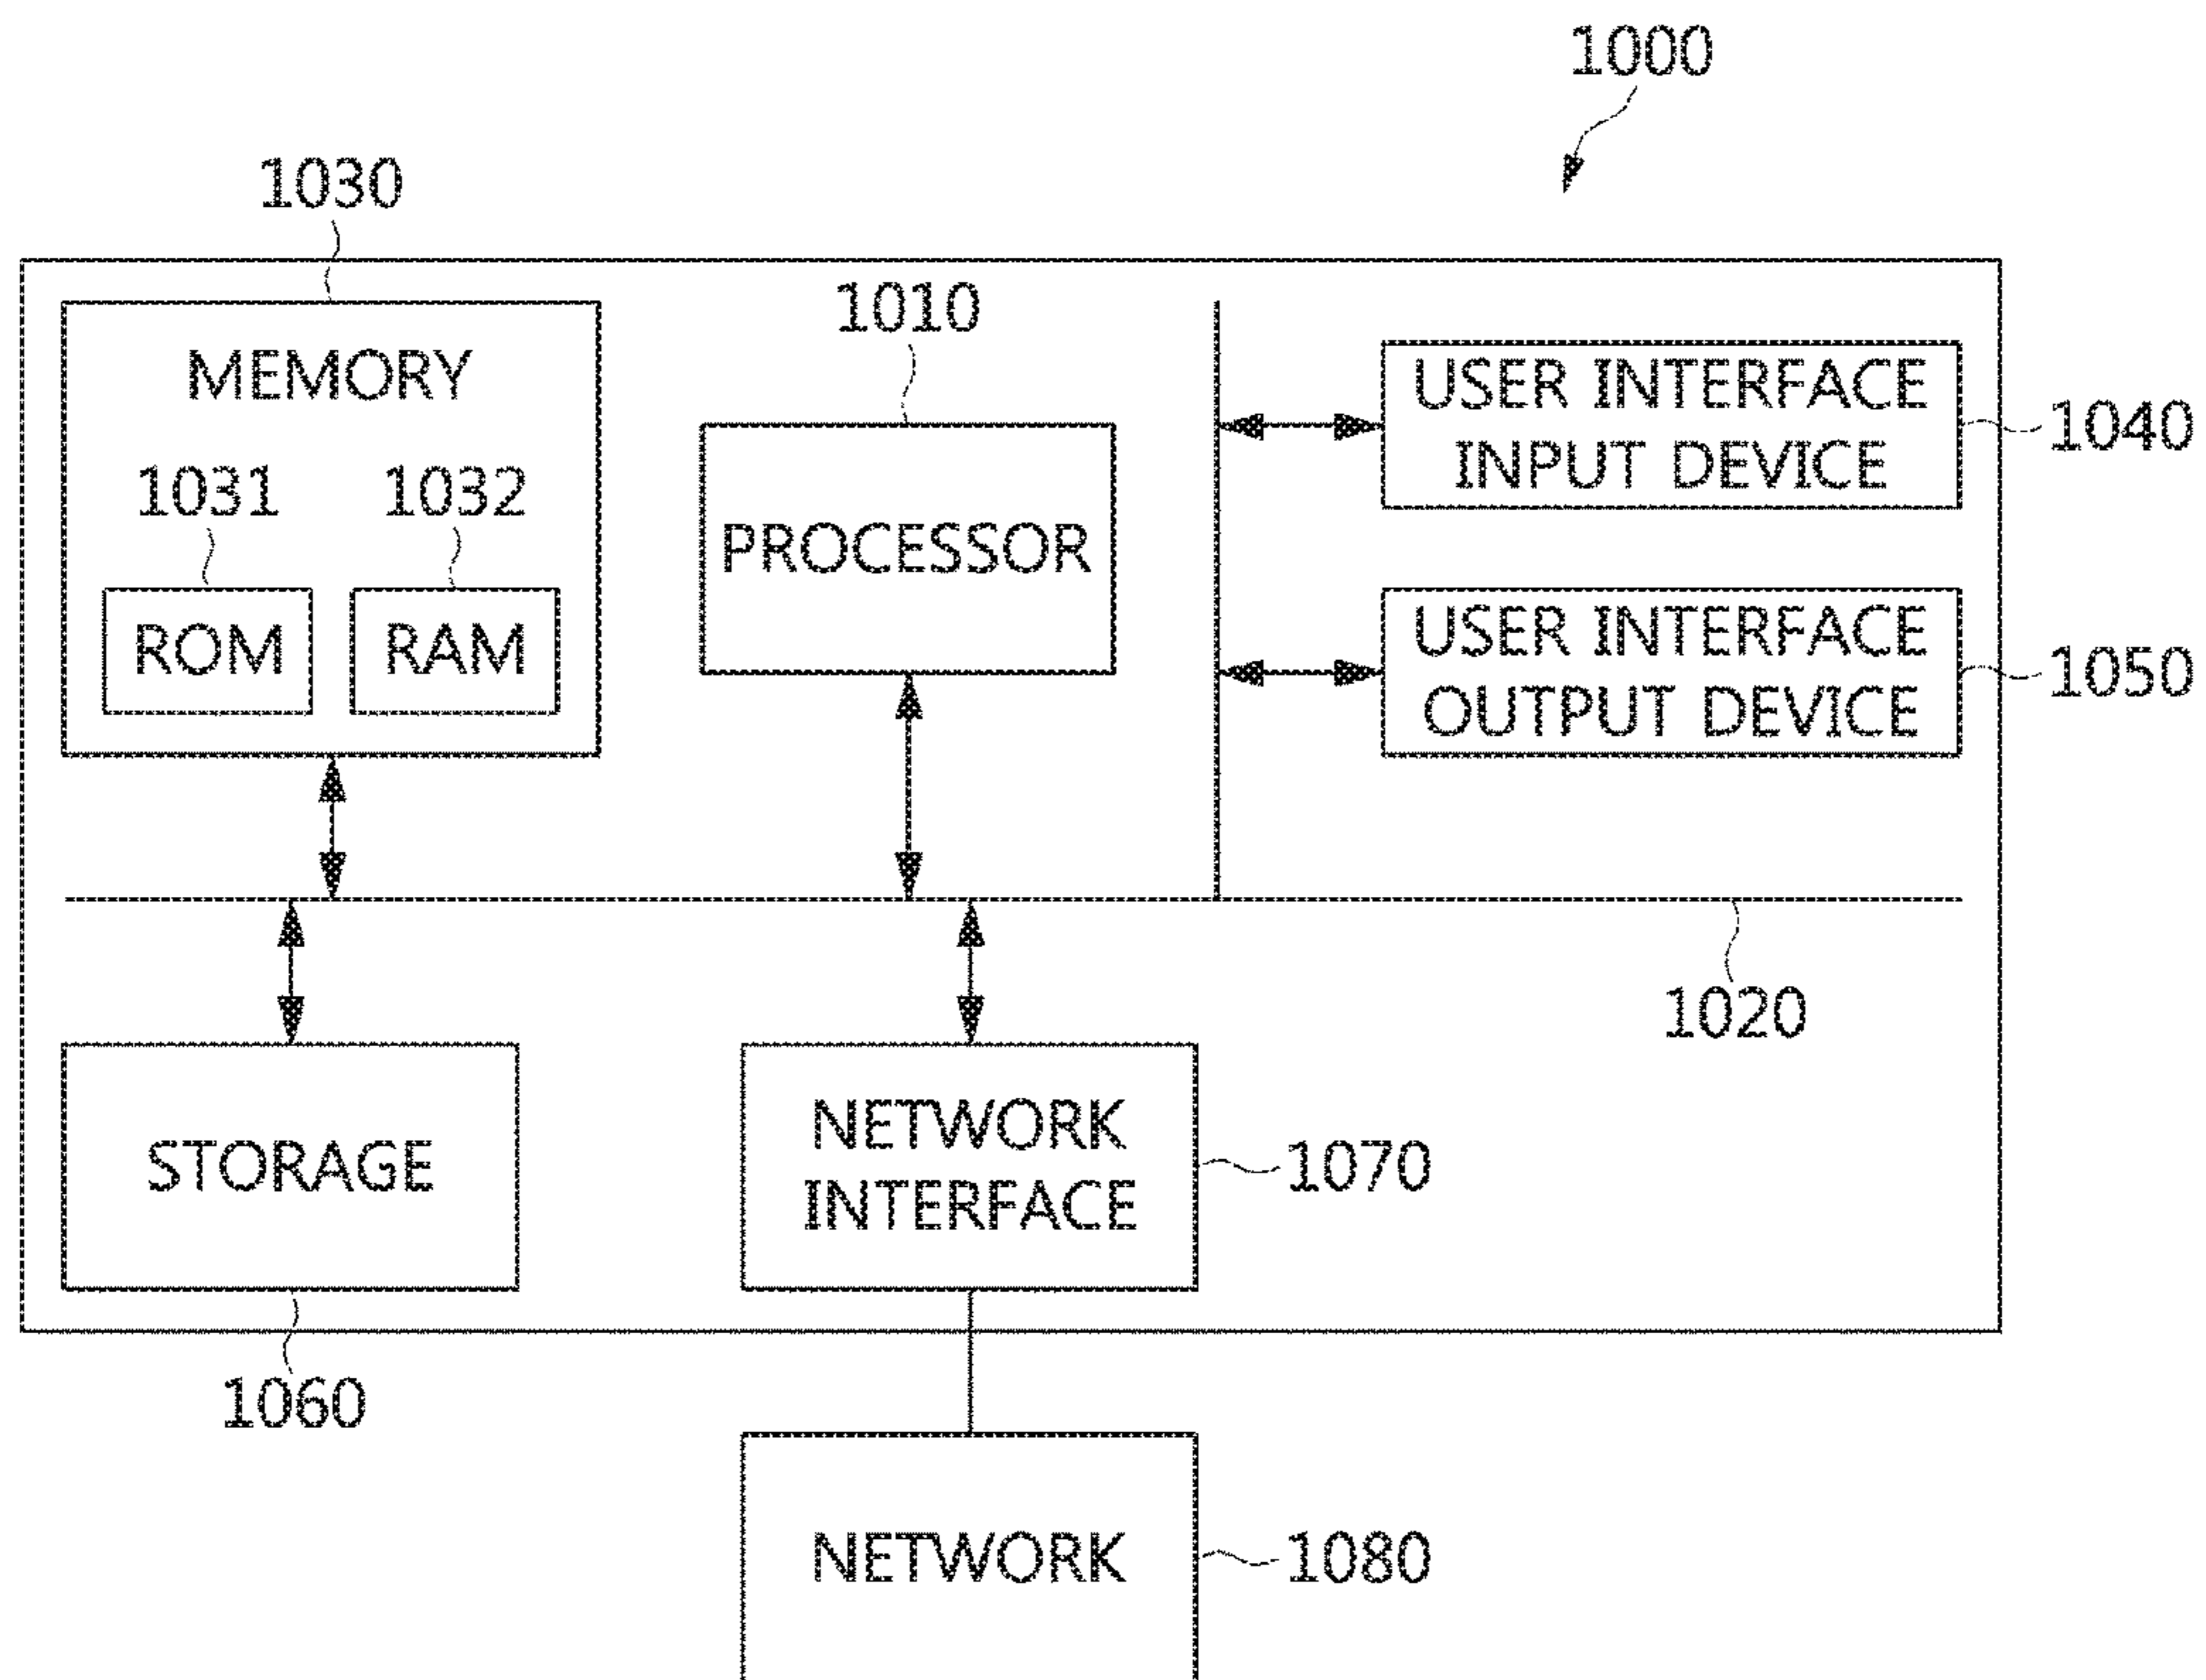 1000
1030
1010
MEMORY
USER INTERFACE
INPUT DEVICE
1040
1031
1032
PROCESSOR
ROM
RAM
USER INTERFACE
OUTPUT DEVICE
1050
1020
STORAGE
NETWORK
INTERFACE
1070
1060
NETWORK
1080